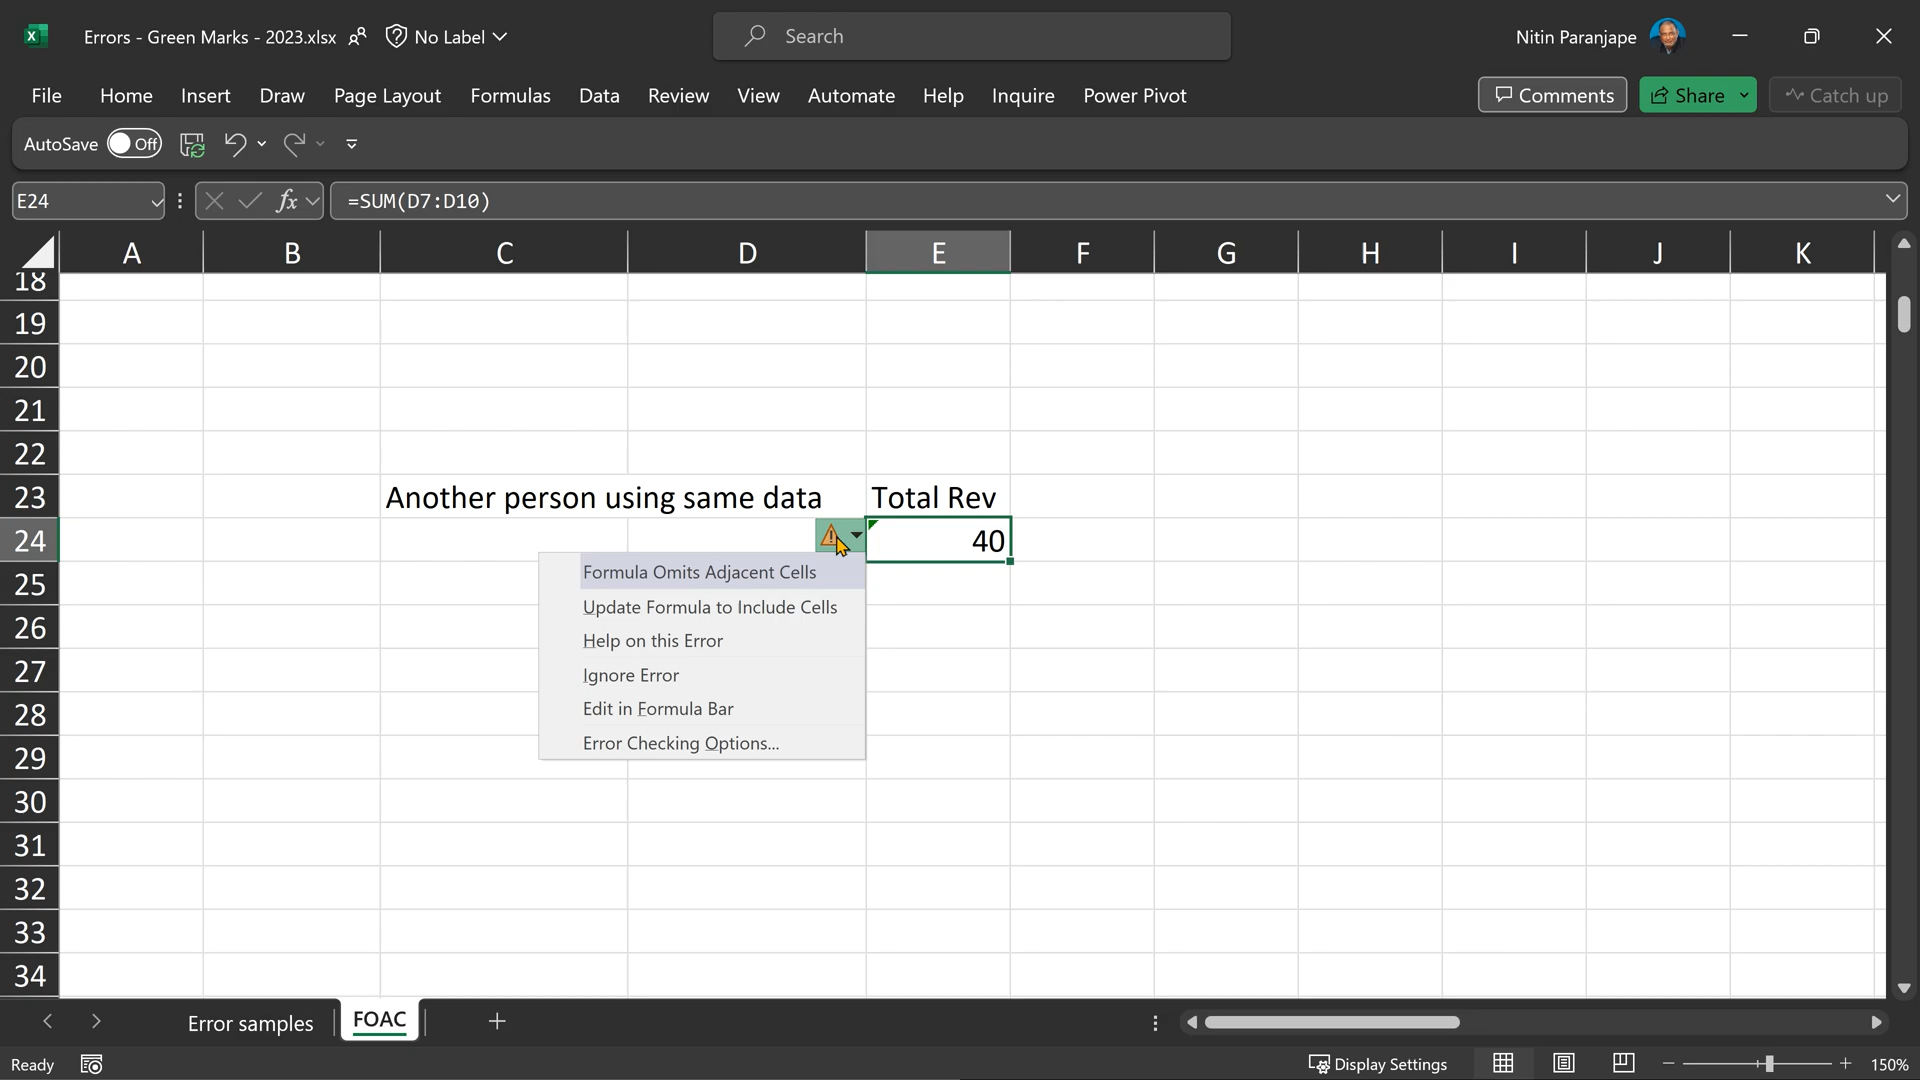 Errors - Green Marks - 2023.xlsx No Label Search Nitin Paranjape
File Home Insert Draw Page Layout Formulas Data Review View Automate Help Inquire Power Pivot Comments Share Catch up
AutoSave Off
E24 fx =SUM(D7:D10)
A B C D E F G H I J K
18
19
20
21
22
23 Another person using same data Total Rev
24 40
Formula Omits Adjacent Cells
25
Update Formula to Include Cells
26
Help on this Error
27
Ignore Error
28
Edit in Formula Bar
29
Error Checking Options...
30
31
32
33
34
Error samples FOAC
Ready Display Settings 150%